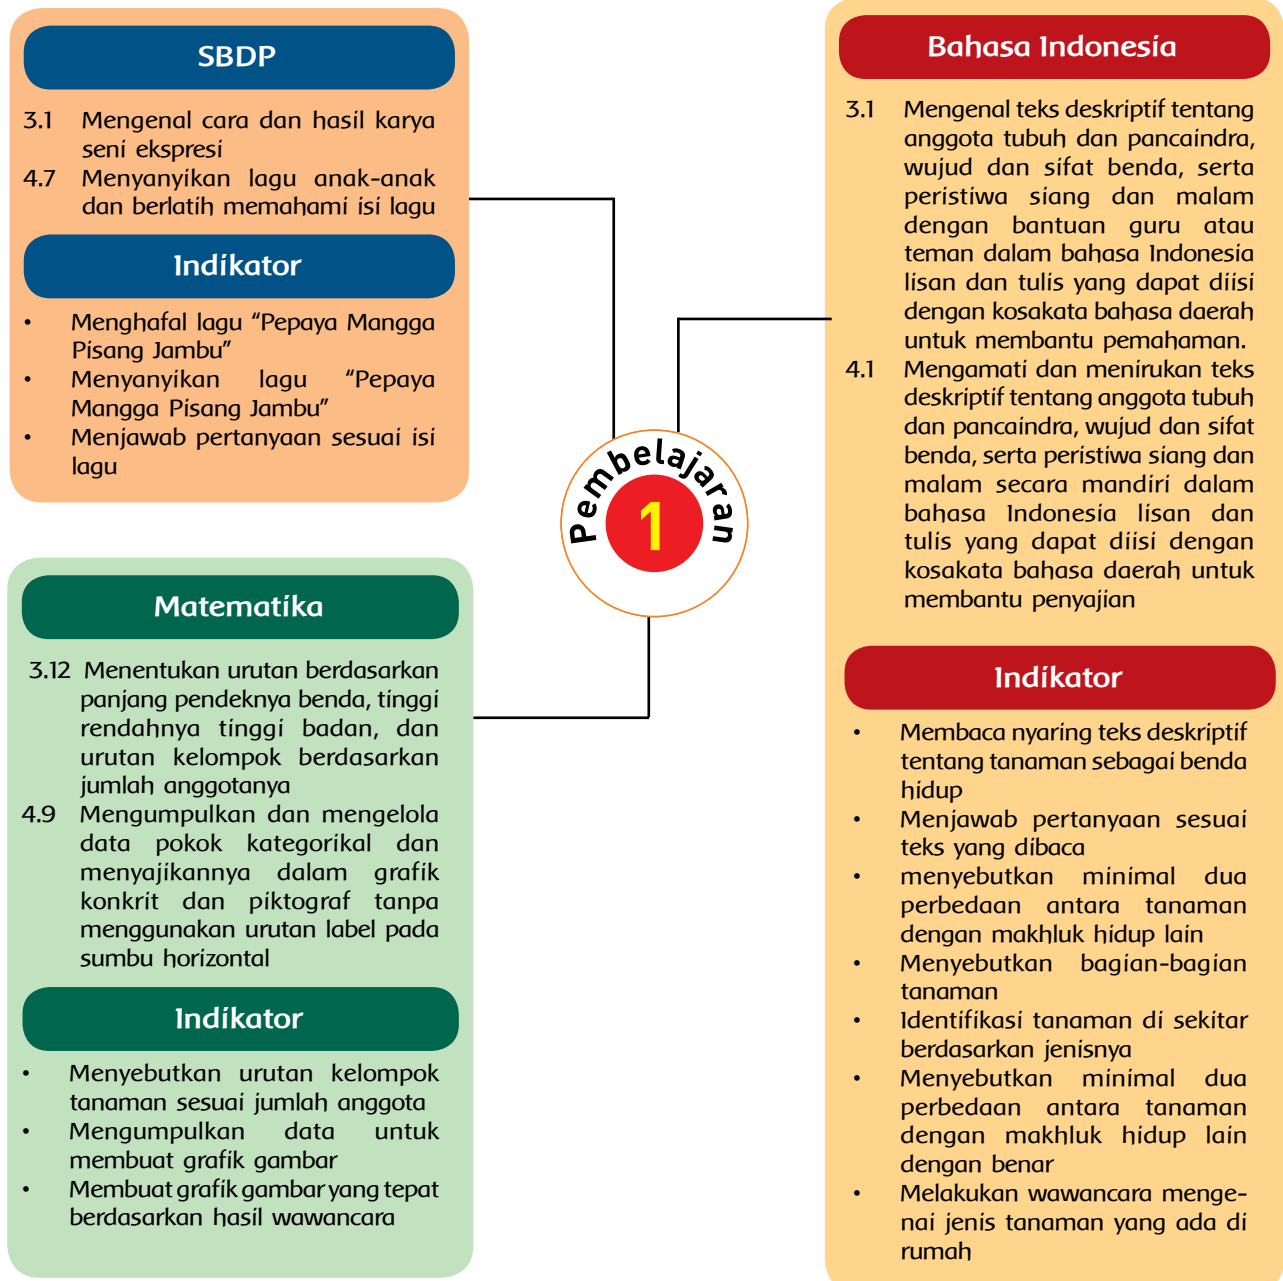 SBDP
3.1 Mengenal cara dan hasil karya
seni ekspresi
4.7 Menyanyikan lagu anak-anak
dan berlatih memahami isi lagu
Indikator
• Menghafal lagu “Pepaya Mangga
Pisang Jambu”
• Menyanyikan lagu “Pepaya
Mangga Pisang Jambu”
• Menjawab pertanyaan sesuai isi
lagu
Matematika
3.12 Menentukan urutan berdasarkan
panjang pendeknya benda, tinggi
rendahnya tinggi badan, dan
urutan kelompok berdasarkan
jumlah anggotanya
4.9 Mengumpulkan dan mengelola
data pokok kategorikal dan
menyajikannya dalam grafik
konkrit dan piktograf tanpa
menggunakan urutan label pada
sumbu horizontal
Indikator
• Menyebutkan urutan kelompok
tanaman sesuai jumlah anggota
• Mengumpulkan data untuk
membuat grafik gambar
• Membuat grafik gambar yang tepat
berdasarkan hasil wawancara
Pembelajaran
1
Bahasa Indonesia
3.1 Mengenal teks deskriptif tentang
anggota tubuh dan pancaindra,
wujud dan sifat benda, serta
peristiwa siang dan malam
dengan bantuan guru atau
teman dalam bahasa Indonesia
lisan dan tulis yang dapat diisi
dengan kosakata bahasa daerah
untuk membantu pemahaman.
4.1 Mengamati dan menirukan teks
deskriptif tentang anggota tubuh
dan pancaindra, wujud dan sifat
benda, serta peristiwa siang dan
malam secara mandiri dalam
bahasa Indonesia lisan dan
tulis yang dapat diisi dengan
kosakata bahasa daerah untuk
membantu penyajian
Indikator
• Membaca nyaring teks deskriptif
tentang tanaman sebagai benda
hidup
• Menjawab pertanyaan sesuai
teks yang dibaca
• menyebutkan minimal dua
perbedaan antara tanaman
dengan makhluk hidup lain
• Menyebutkan bagian-bagian
tanaman
• Identifikasi tanaman di sekitar
berdasarkan jenisnya
• Menyebutkan minimal dua
perbedaan antara tanaman
dengan makhluk hidup lain
dengan benar
• Melakukan wawancara menge-
nai jenis tanaman yang ada di
rumah